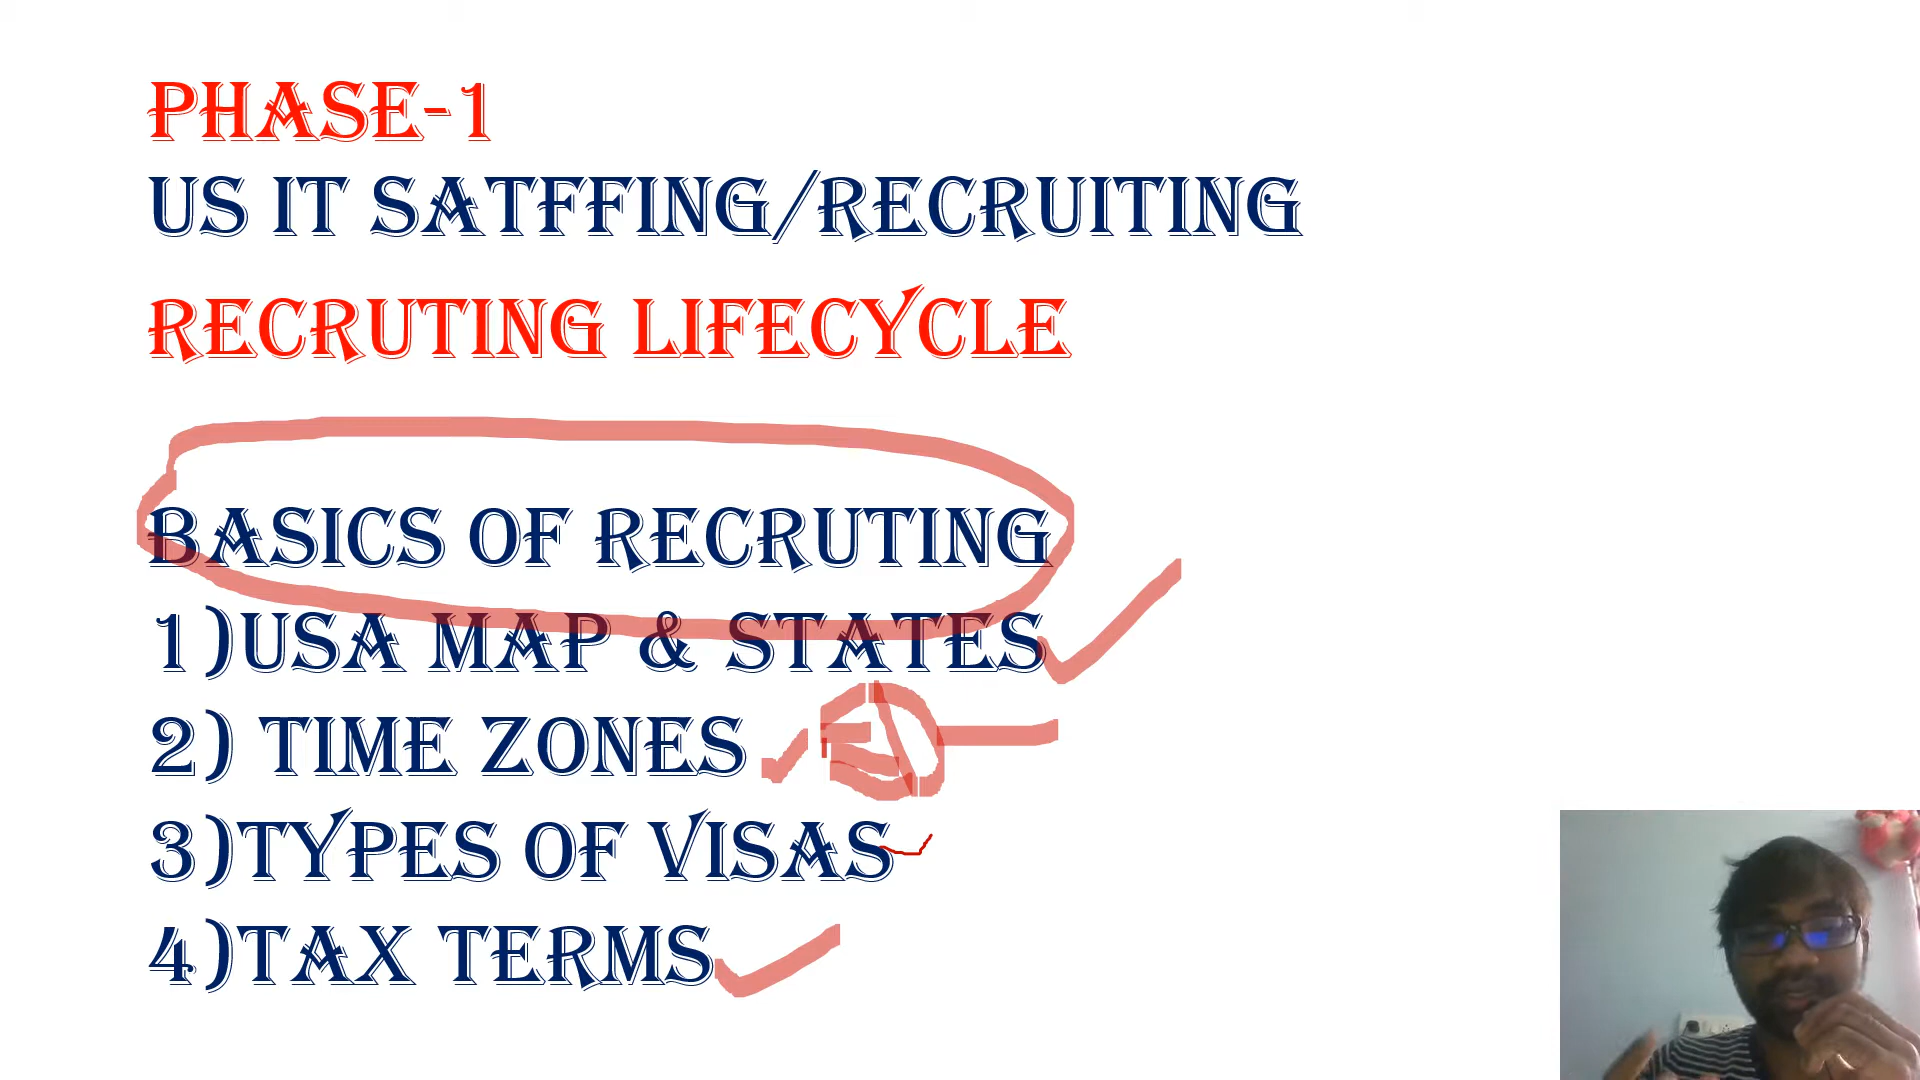 PHASE-1
US IT SATFFING/RECRUITING
RECRUTING LIFECYCLE
BASICS OF RECRUTING
1)USA MAP & STATES
2) TIME ZONES
3)TYPES OF VISAS
4)TAX TERMS